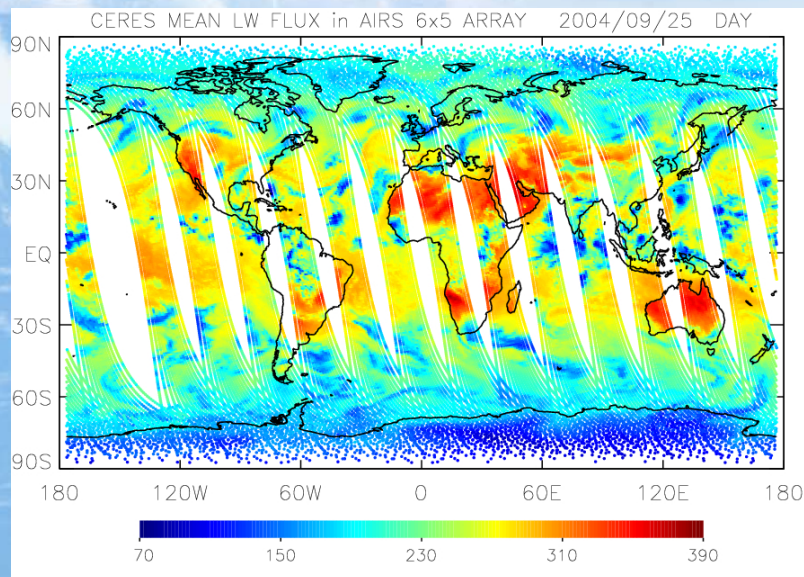 CERES MEAN LW FLUX in AIRS 6x5 ARRAY 2004/09/25 DAY
90N
60N
30N
EQ
30S
60S
90S
180 120W 60W 0 60E 120E 180
70 150 230 310 390